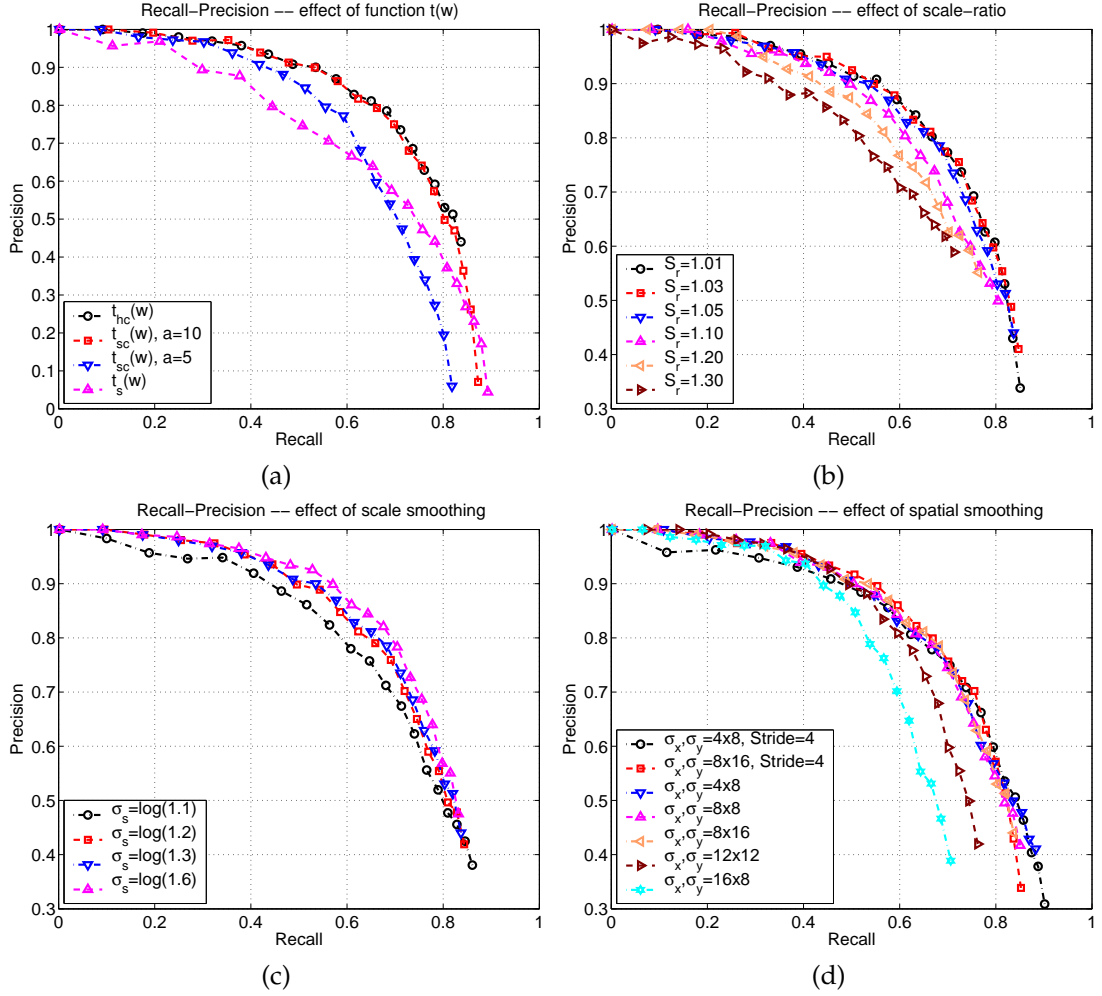 Recall−Precision −− effect of function t(w)
1
0.9
0.8
0.7
0.6
0.5
0.4
0.3
0.2
0.1
0
Precision
t_hc(w)
t_sc(w), a=10
t_sc(w), a=5
t_s(w)
0 0.2 0.4 0.6 0.8 1
Recall
(a)
Recall−Precision −− effect of scale−ratio
1
0.9
0.8
0.7
0.6
0.5
0.4
0.3
Precision
S_r=1.01
S_r=1.03
S_r=1.05
S_r=1.10
S_r=1.20
S_r=1.30
0 0.2 0.4 0.6 0.8 1
Recall
(b)
Recall−Precision −− effect of scale smoothing
1
0.9
0.8
0.7
0.6
0.5
0.4
0.3
Precision
σ_s=log(1.1)
σ_s=log(1.2)
σ_s=log(1.3)
σ_s=log(1.6)
0 0.2 0.4 0.6 0.8 1
Recall
(c)
Recall−Precision −− effect of spatial smoothing
1
0.9
0.8
0.7
0.6
0.5
0.4
0.3
Precision
σ_x,σ_y=4x8, Stride=4
σ_x,σ_y=8x16, Stride=4
σ_x,σ_y=4x8
σ_x,σ_y=8x8
σ_x,σ_y=8x16
σ_x,σ_y=12x12
σ_x,σ_y=16x8
0 0.2 0.4 0.6 0.8 1
Recall
(d)